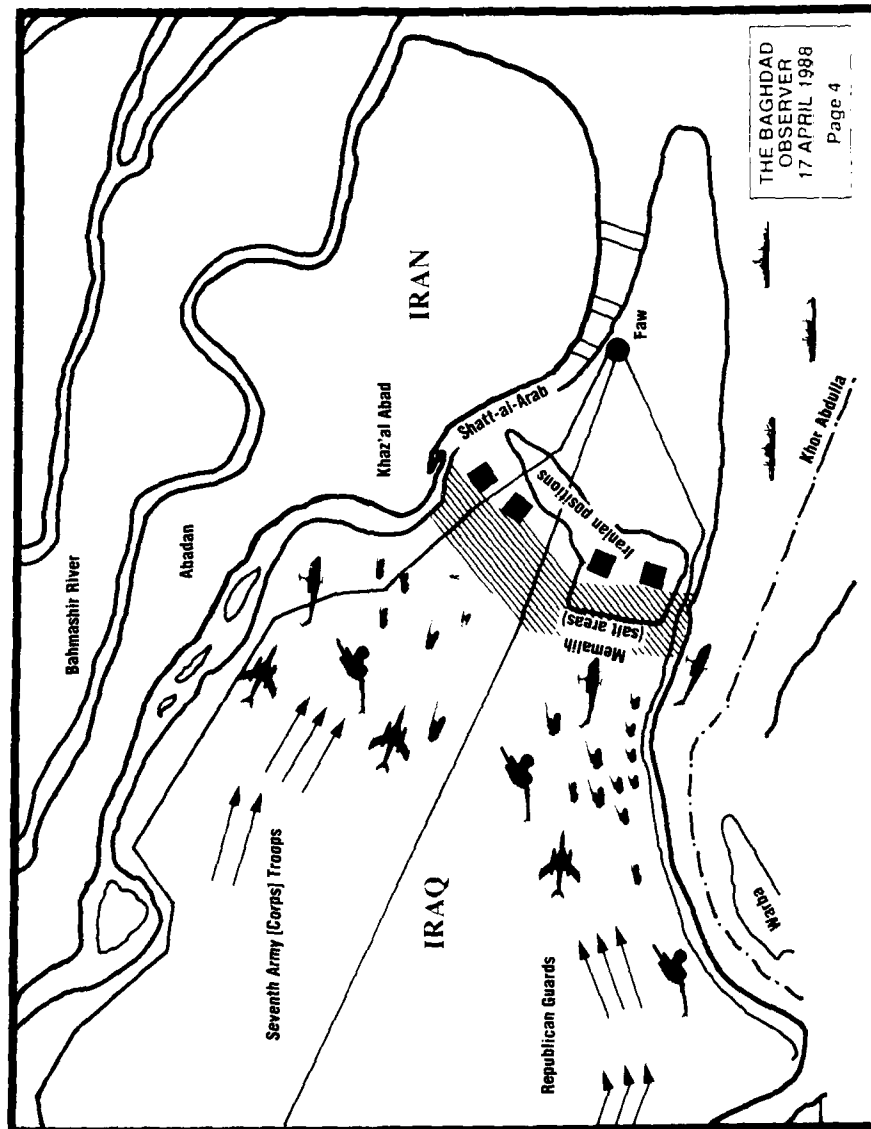 Bahmashir River
Abadan
Khaz'al Abad
IRAN
Shatt-al-Arab
Seventh Army [Corps] Troops
Iranian positions
Faw
IRAQ
Memalih
(salt areas)
Republican Guards
Khor Abdulla
Warba
THE BAGHDAD
OBSERVER
17 APRIL 1988
Page 4